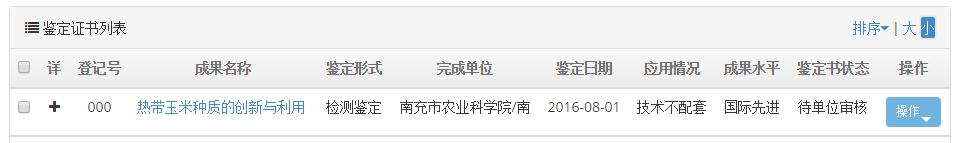 鉴定证书列表 排序 | 大 小
详 登记号 成果名称 鉴定形式 完成单位 鉴定日期 应用情况 成果水平 鉴定书状态 操作
000 热带玉米种质的创新与利用 检测鉴定 南充市农业科学院/南 2016-08-01 技术不配套 国际先进 待单位审核 操作